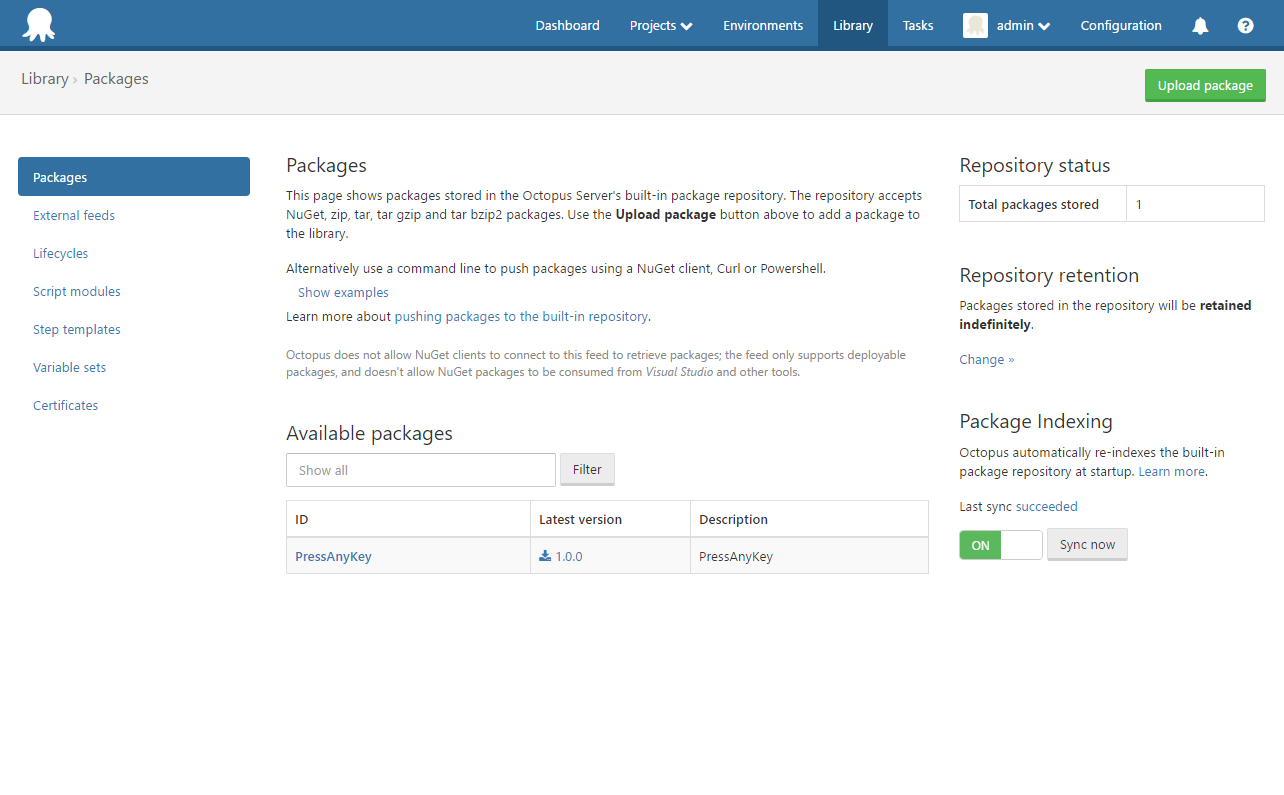 Dashboard Projects Environments Library Tasks admin Configuration
Library › Packages
Upload package
Packages
External feeds
Lifecycles
Script modules
Step templates
Variable sets
Certificates
Packages
This page shows packages stored in the Octopus Server's built-in package repository. The repository accepts
NuGet, zip, tar, tar gzip and tar bzip2 packages. Use the Upload package button above to add a package to
the library.
Alternatively use a command line to push packages using a NuGet client, Curl or Powershell.
Show examples
Learn more about pushing packages to the built-in repository.
Octopus does not allow NuGet clients to connect to this feed to retrieve packages; the feed only supports deployable
packages, and doesn't allow NuGet packages to be consumed from Visual Studio and other tools.
Available packages
Show all Filter
ID Latest version Description
PressAnyKey 1.0.0 PressAnyKey
Repository status
Total packages stored 1
Repository retention
Packages stored in the repository will be retained
indefinitely.
Change »
Package Indexing
Octopus automatically re-indexes the built-in
package repository at startup. Learn more.
Last sync succeeded
ON Sync now